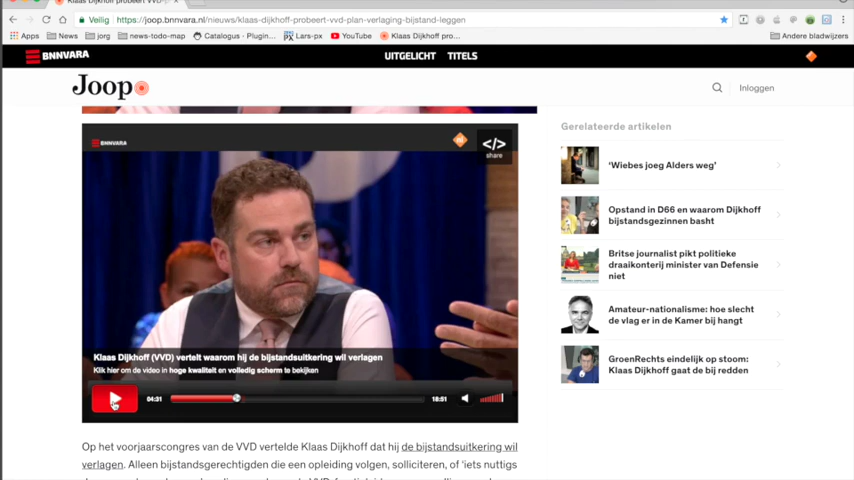 Klaas Dijkhoff probeert VVD-p
Veilig
https://joop.bnnvara.nl/nieuws/klaas-dijkhoff-probeert-vvd-plan-verlaging-bijstand-leggen
Apps News jorg news-todo-map Catalogus - Plugin... Lars-px YouTube Klaas Dijkhoff pro... Andere bladwijzers
BNNVARA UITGELICHT TITELS
Joop
Inloggen
BNNVARA
</>
share
Klaas Dijkhoff (VVD) vertelt waarom hij de bijstandsuitkering wil verlagen
Klik hier om de video in hoge kwaliteit en volledig scherm te bekijken
04:31 18:51
Op het voorjaarscongres van de VVD vertelde Klaas Dijkhoff dat hij de bijstandsuitkering wil
verlagen. Alleen bijstandsgerechtigden die een opleiding volgen, solliciteren, of 'iets nuttigs
Gerelateerde artikelen
'Wiebes joeg Alders weg'
Opstand in D66 en waarom Dijkhoff
bijstandsgezinnen basht
Britse journalist pikt politieke
draaikonterij minister van Defensie
niet
Amateur-nationalisme: hoe slecht
de vlag er in de Kamer bij hangt
GroenRechts eindelijk op stoom:
Klaas Dijkhoff gaat de bij redden